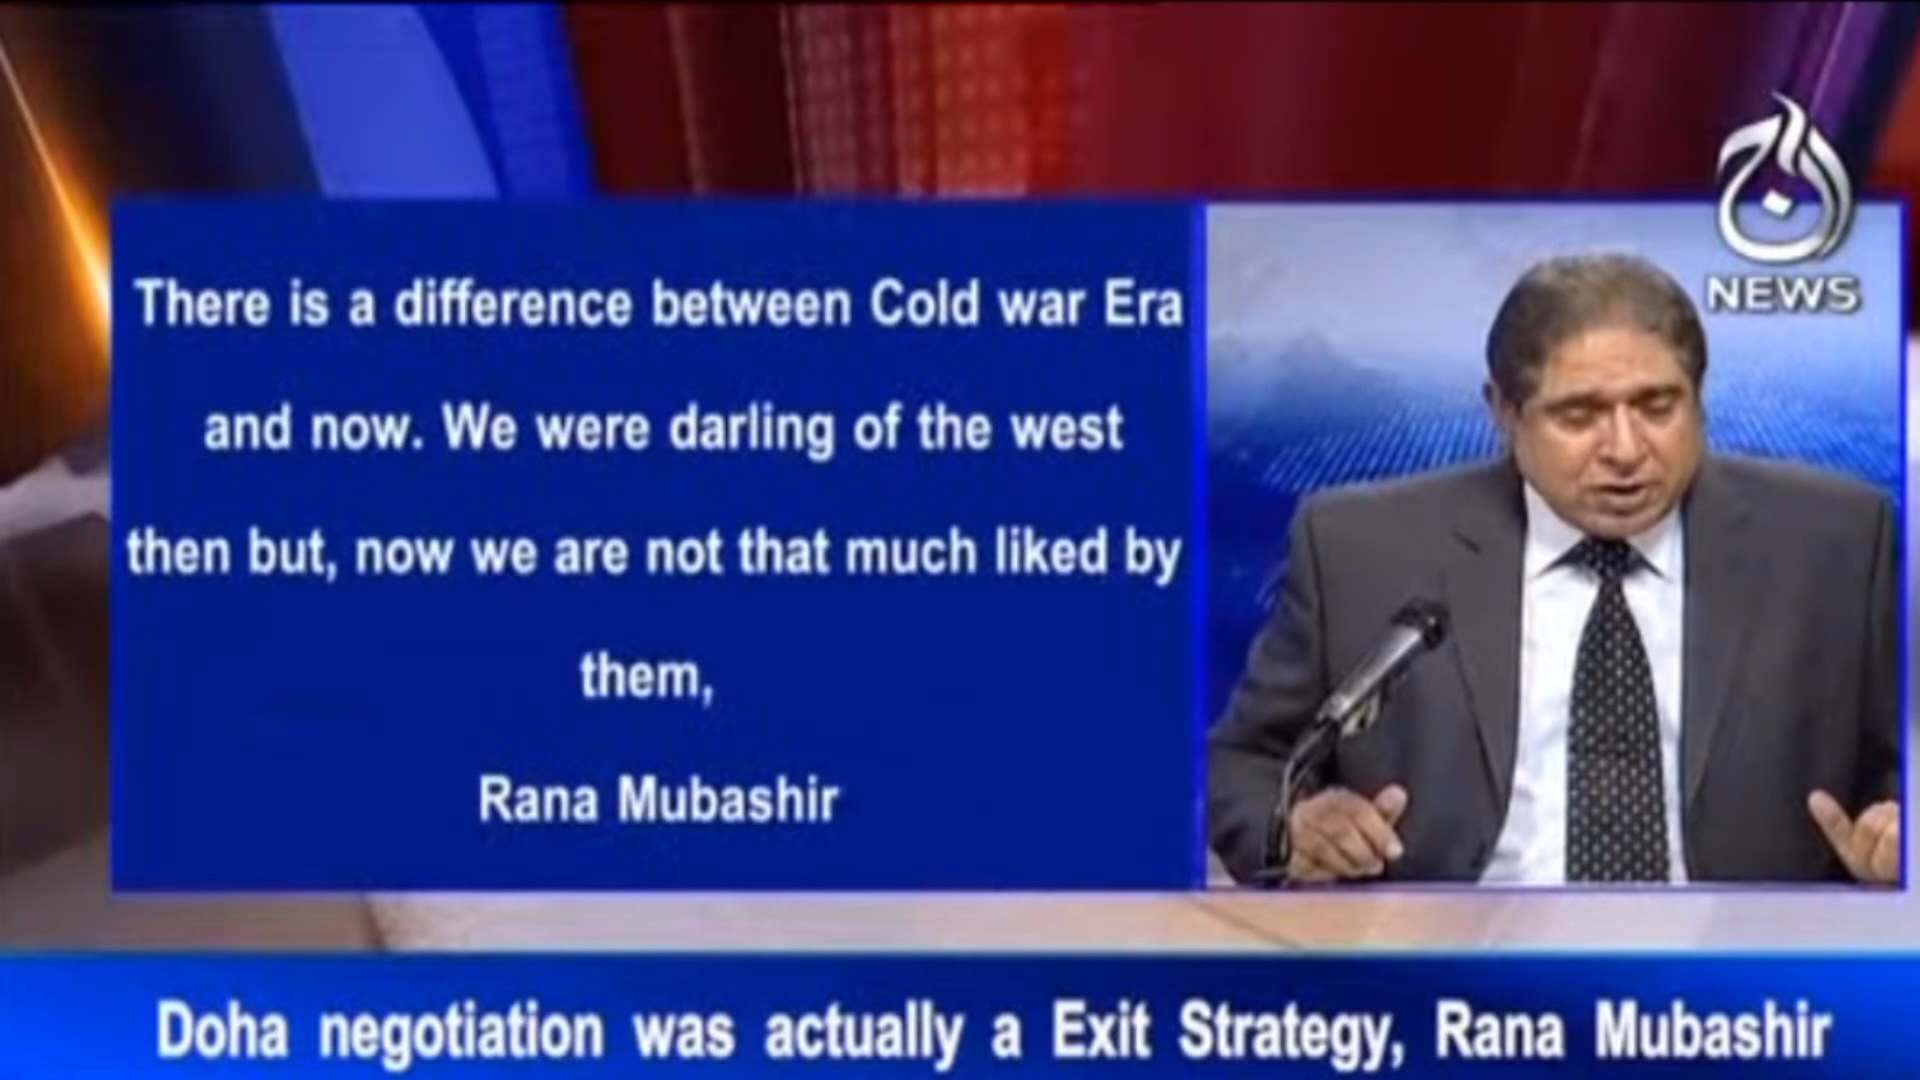 آج
NEWS
There is a difference between Cold war Era
and now. We were darling of the west
then but, now we are not that much liked by
them,
Rana Mubashir
Doha negotiation was actually a Exit Strategy, Rana Mubashir